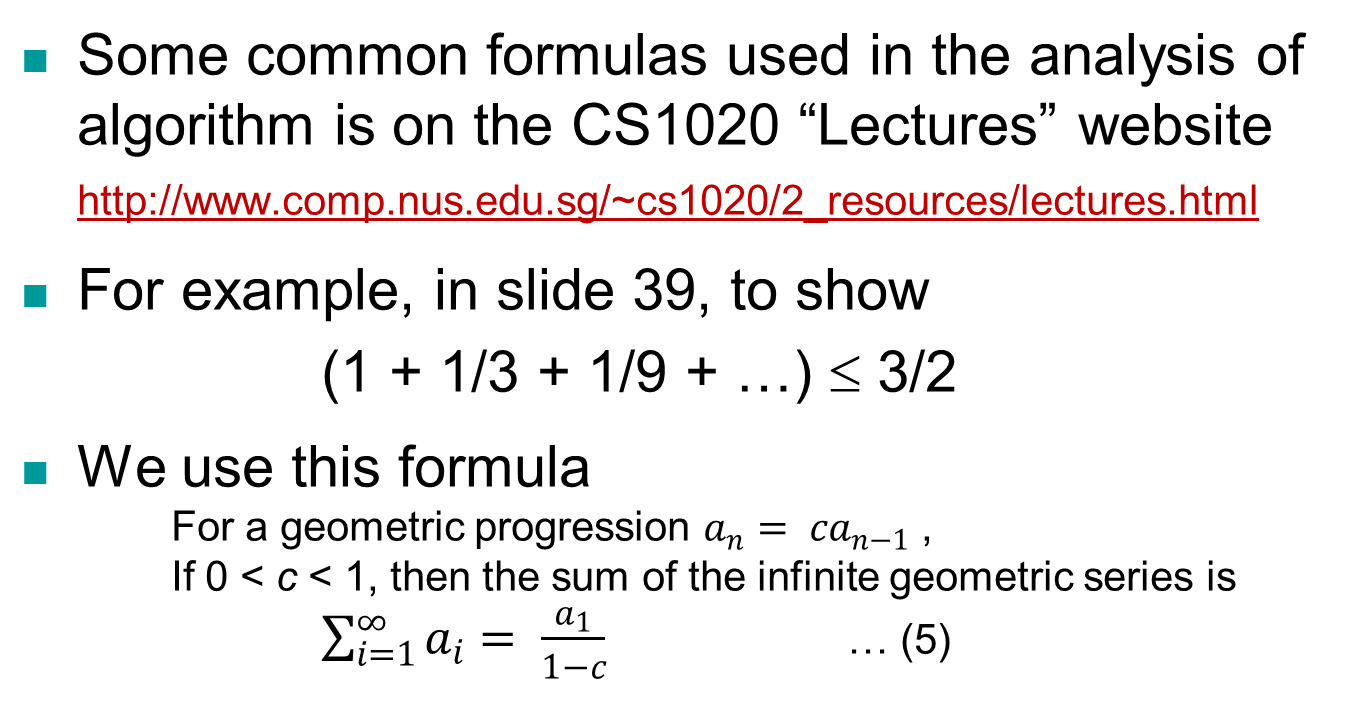 Some common formulas used in the analysis of
algorithm is on the CS1020 “Lectures” website
http://www.comp.nus.edu.sg/~cs1020/2_resources/lectures.html
For example, in slide 39, to show
(1 + 1/3 + 1/9 + …) ≤ 3/2
We use this formula
For a geometric progression $a_n = ca_{n-1}$ ,
If 0 < c < 1, then the sum of the infinite geometric series is
$\sum_{i=1}^{\infty} a_i = \frac{a_1}{1-c}$ … (5)